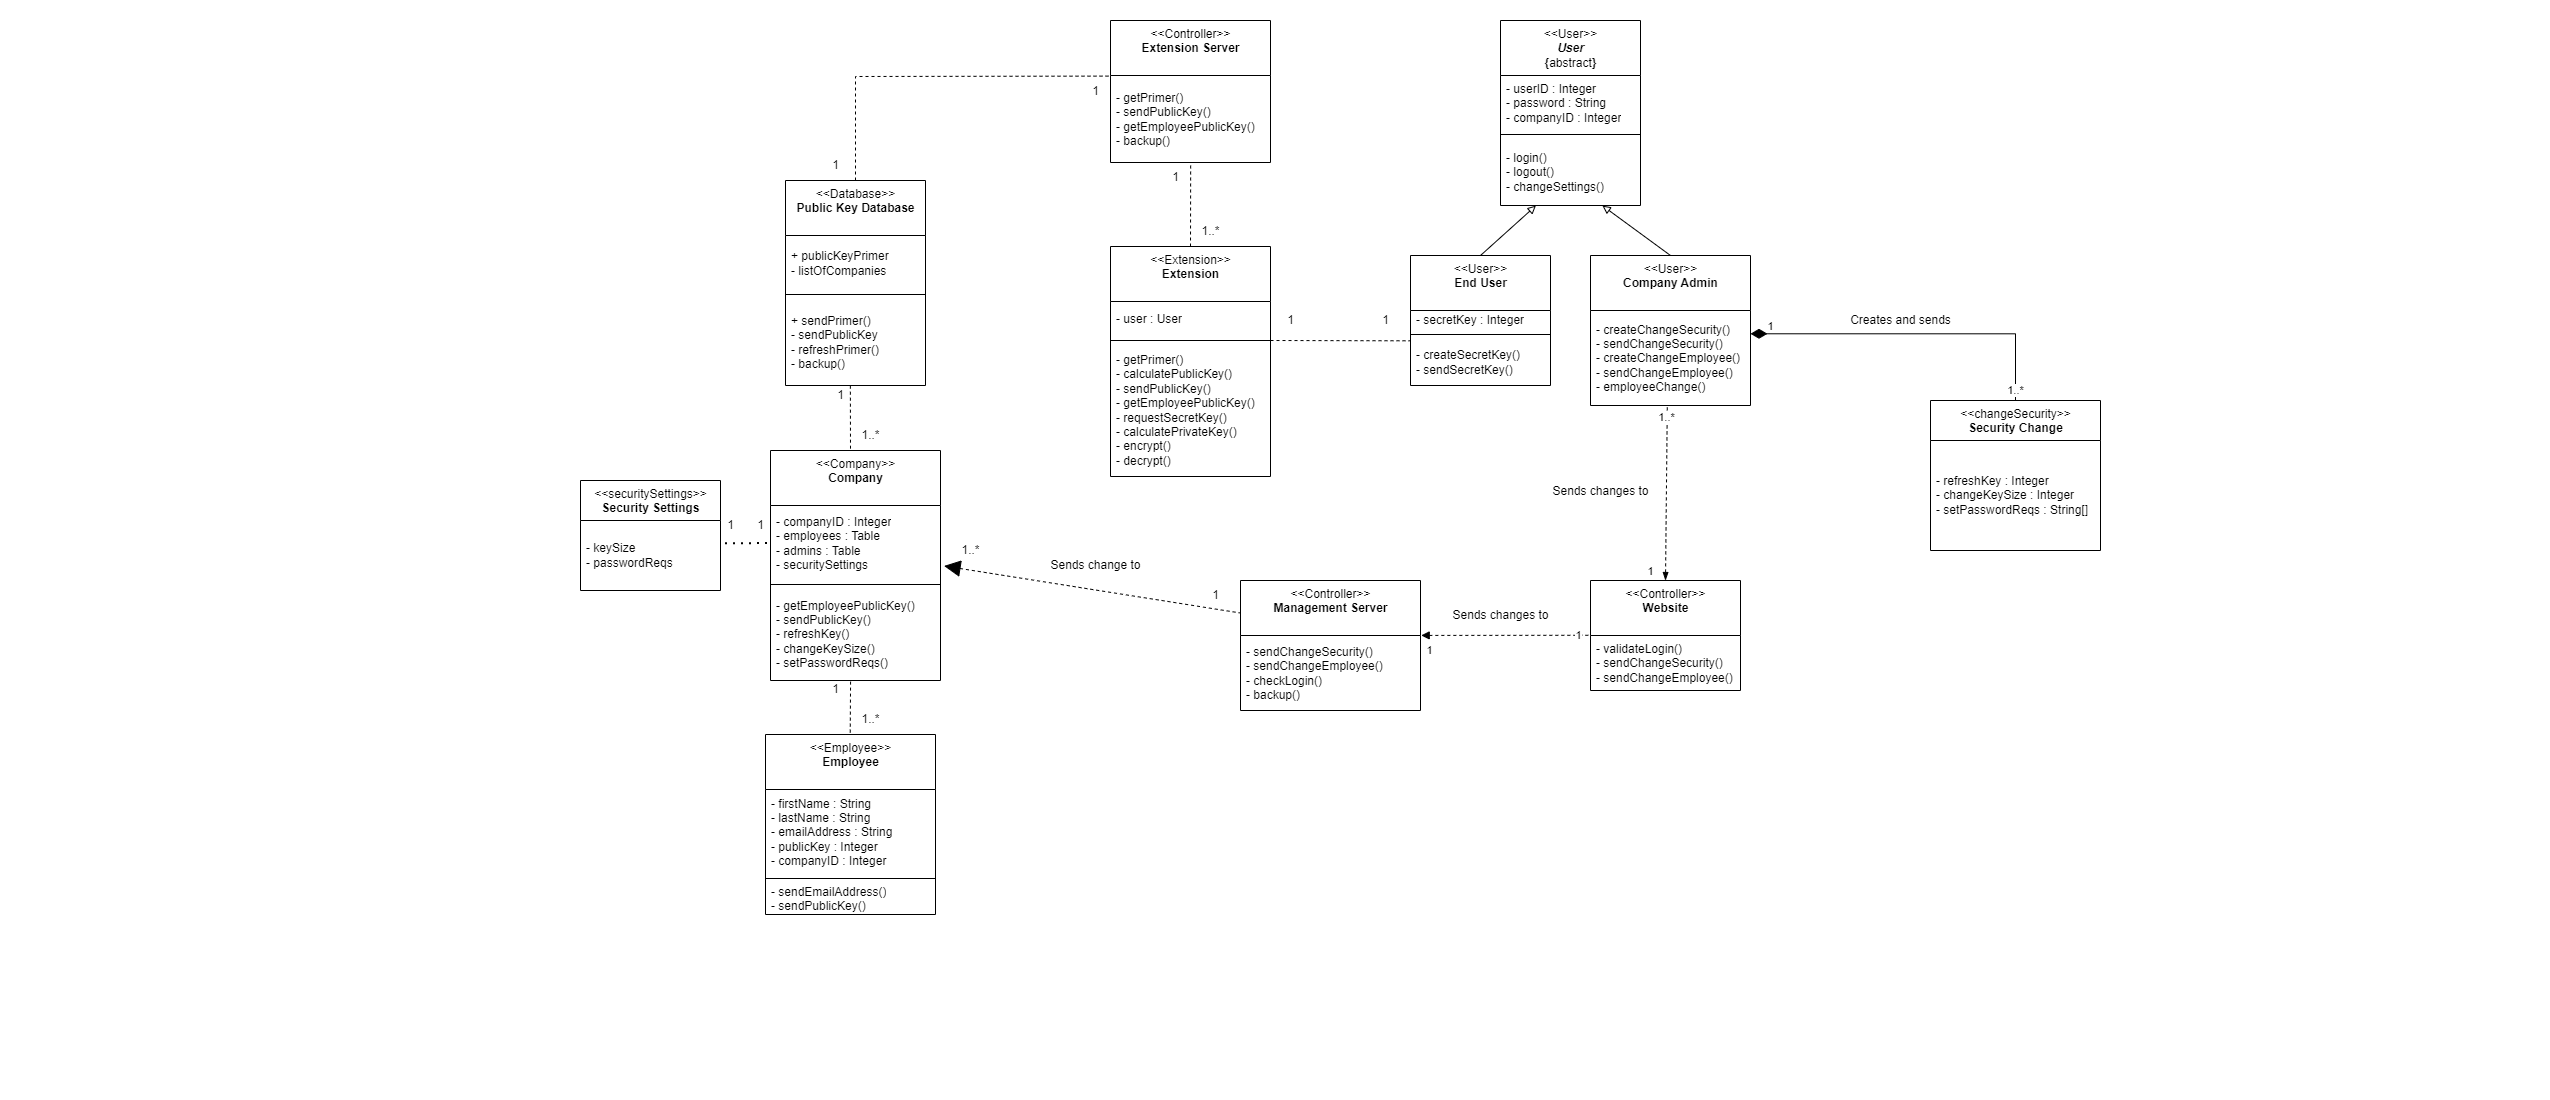 <<Controller>>
Extension Server
- getPrimer()
- sendPublicKey()
- getEmployeePublicKey()
- backup()
<<User>>
User
{abstract}
- userID : Integer
- password : String
- companyID : Integer
- login()
- logout()
- changeSettings()
1
1
1
1..*
<<Database>>
Public Key Database
+ publicKeyPrimer
- listOfCompanies
+ sendPrimer()
- sendPublicKey
- refreshPrimer()
- backup()
<<Extension>>
Extension
- user : User
- getPrimer()
- calculatePublicKey()
- sendPublicKey()
- getEmployeePublicKey()
- requestSecretKey()
- calculatePrivateKey()
- encrypt()
- decrypt()
1
1
<<User>>
End User
- secretKey : Integer
- createSecretKey()
- sendSecretKey()
<<User>>
Company Admin
- createChangeSecurity()
- sendChangeSecurity()
- createChangeEmployee()
- sendChangeEmployee()
- employeeChange()
1
Creates and sends
1..*
<<changeSecurity>>
Security Change
- refreshKey : Integer
- changeKeySize : Integer
- setPasswordReqs : String[]
1
1..*
1..*
Sends changes to
1
<<securitySettings>>
Security Settings
- keySize
- passwordReqs
1
1
<<Company>>
Company
- companyID : Integer
- employees : Table
- admins : Table
- securitySettings
- getEmployeePublicKey()
- sendPublicKey()
- refreshKey()
- changeKeySize()
- setPasswordReqs()
1..*
Sends change to
1
<<Controller>>
Management Server
- sendChangeSecurity()
- sendChangeEmployee()
- checkLogin()
- backup()
Sends changes to
1
1
<<Controller>>
Website
- validateLogin()
- sendChangeSecurity()
- sendChangeEmployee()
1
1..*
<<Employee>>
Employee
- firstName : String
- lastName : String
- emailAddress : String
- publicKey : Integer
- companyID : Integer
- sendEmailAddress()
- sendPublicKey()